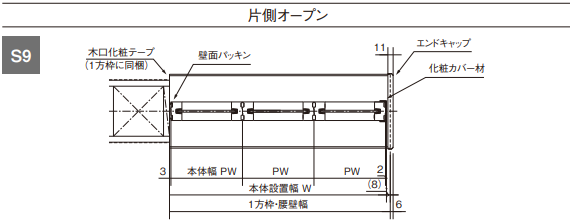 片側オープン
S9
木口化粧テープ
（1方枠に同梱）
壁面パッキン
11
エンドキャップ
化粧カバー材
3
本体幅 PW
PW
PW
2
本体設置幅 W
（8）
1方枠・腰壁幅
6